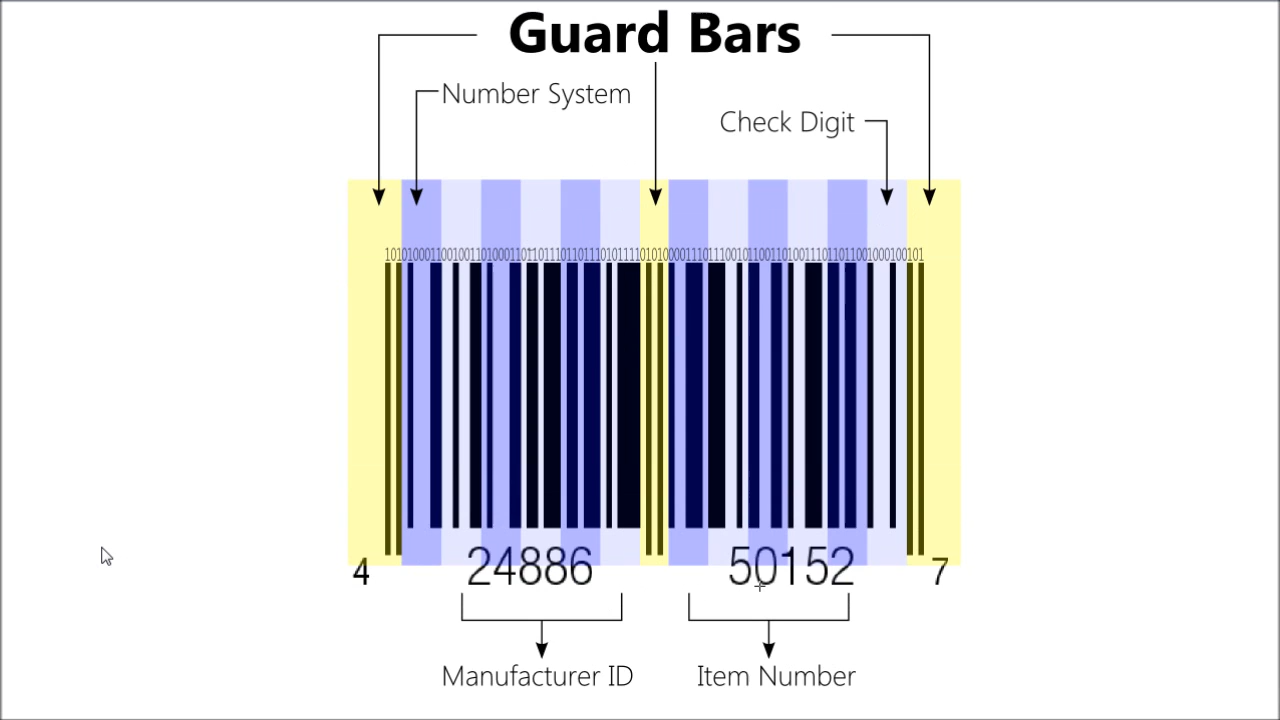 Guard Bars
Number System
Check Digit
4 24886 50152 7
Manufacturer ID
Item Number